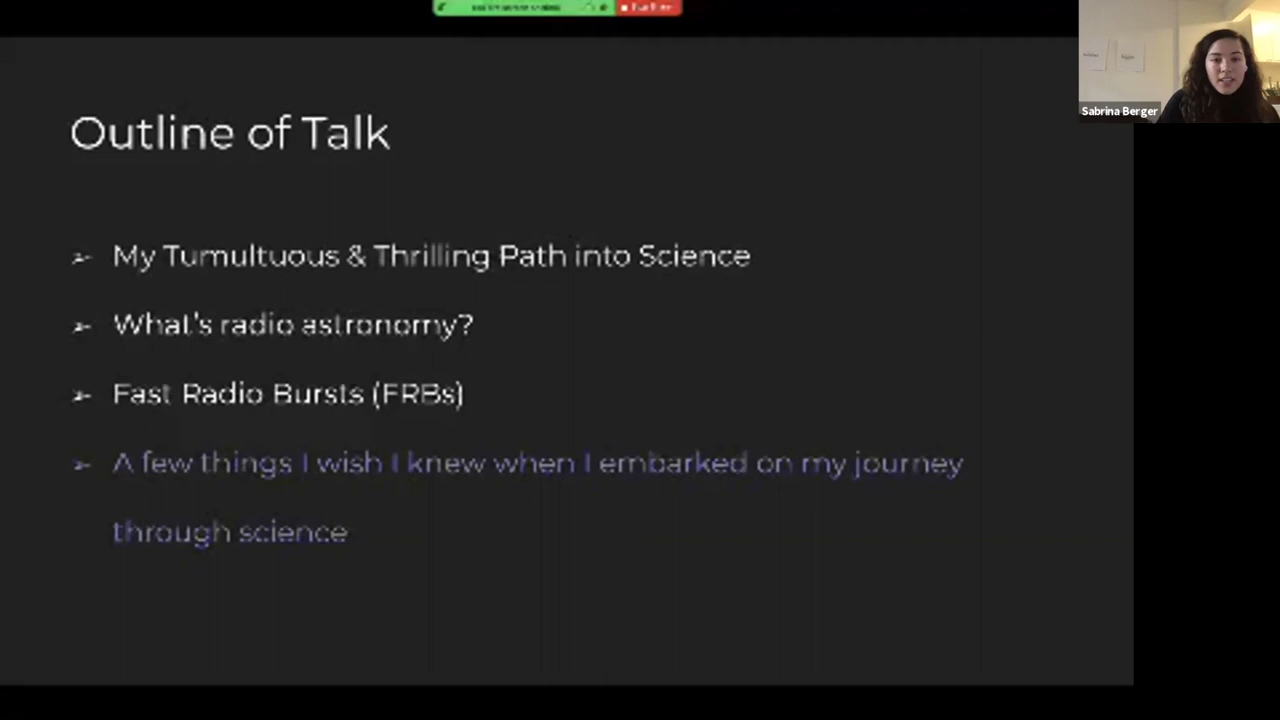 Sabrina Berger
Outline of Talk
➢ My Tumultuous & Thrilling Path into Science
➢ What's radio astronomy?
➢ Fast Radio Bursts (FRBs)
➢ A few things I wish I knew when I embarked on my journey
through science